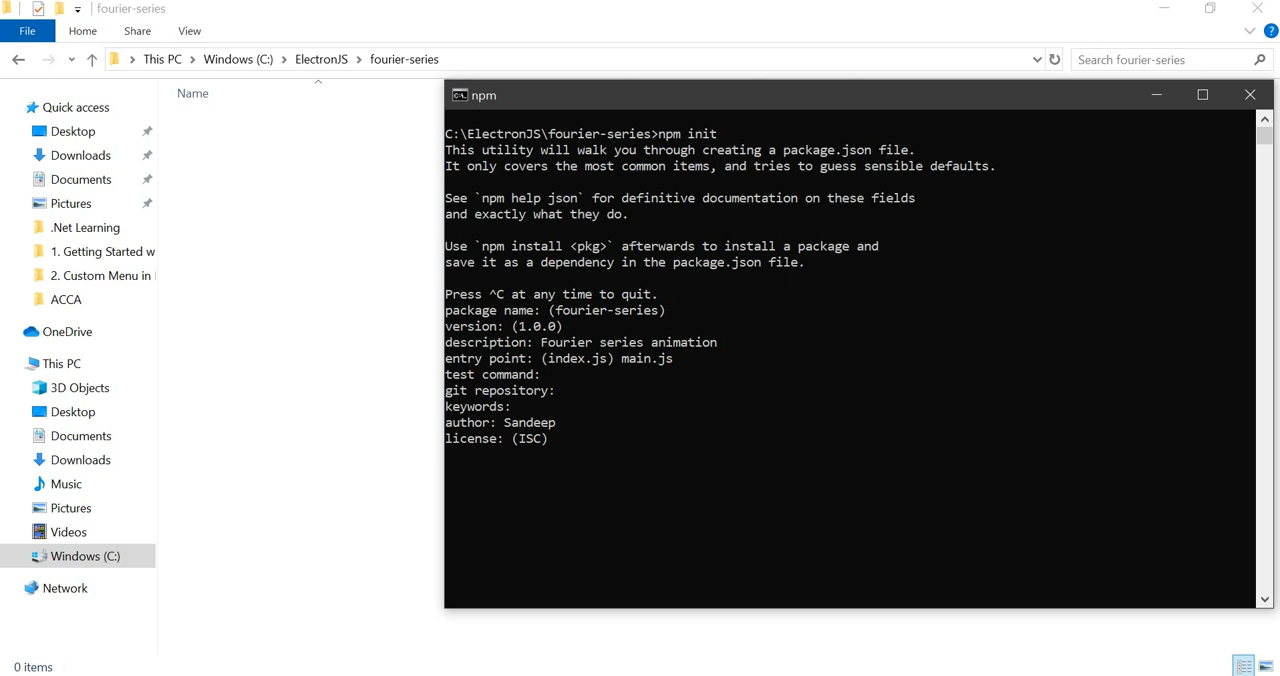 fourier-series
File Home Share View
This PC Windows (C:) ElectronJS fourier-series
Search fourier-series
Name
Quick access
Desktop
Downloads
Documents
Pictures
.Net Learning
1. Getting Started w
2. Custom Menu in
ACCA
OneDrive
This PC
3D Objects
Desktop
Documents
Downloads
Music
Pictures
Videos
Windows (C:)
Network
0 items
npm
C:\ElectronJS\fourier-series>npm init
This utility will walk you through creating a package.json file.
It only covers the most common items, and tries to guess sensible defaults.
See `npm help json` for definitive documentation on these fields
and exactly what they do.
Use `npm install <pkg>` afterwards to install a package and
save it as a dependency in the package.json file.
Press ^C at any time to quit.
package name: (fourier-series)
version: (1.0.0)
description: Fourier series animation
entry point: (index.js) main.js
test command:
git repository:
keywords:
author: Sandeep
license: (ISC)